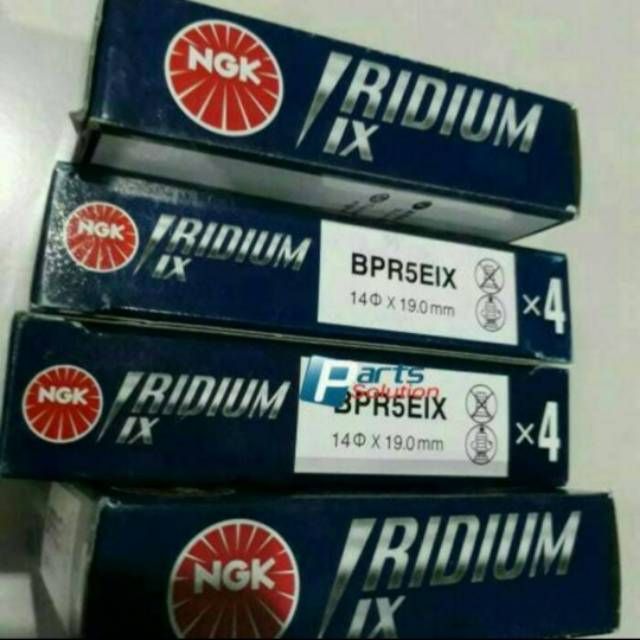 NGK
IRIDIUM
IX
NGK
IRIDIUM
IX
BPR5EIX
14Φ X 19.0mm
×4
NGK
IRIDIUM
IX
Parts
Solution
BPR5EIX
14Φ X 19.0mm
×4
NGK
IRIDIUM
IX